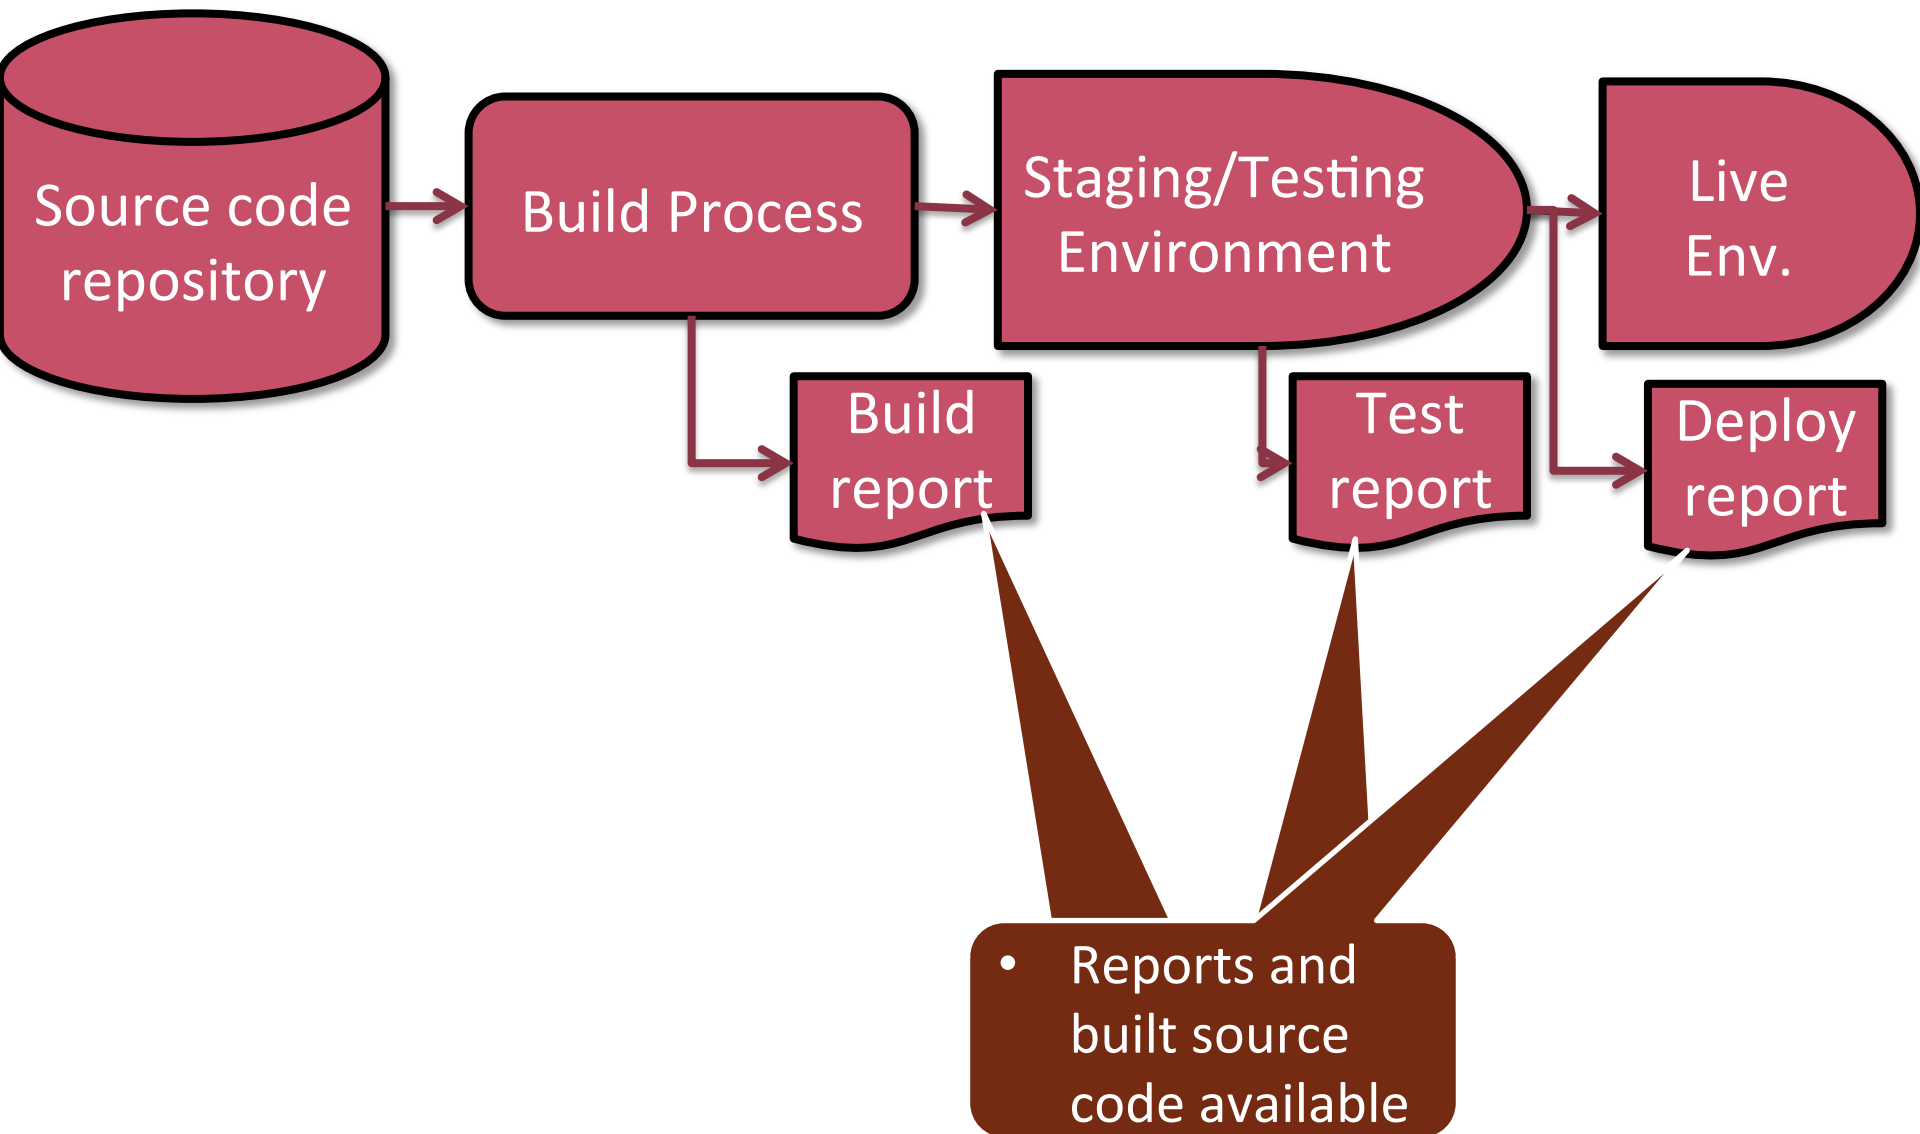 Source code
repository
Build Process
Staging/Testing
Environment
Live
Env.
Build
report
Test
report
Deploy
report
• Reports and
built source
code available